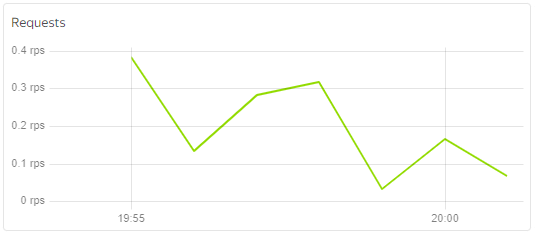 Requests
0.4 rps
0.3 rps
0.2 rps
0.1 rps
0 rps
19:55 20:00